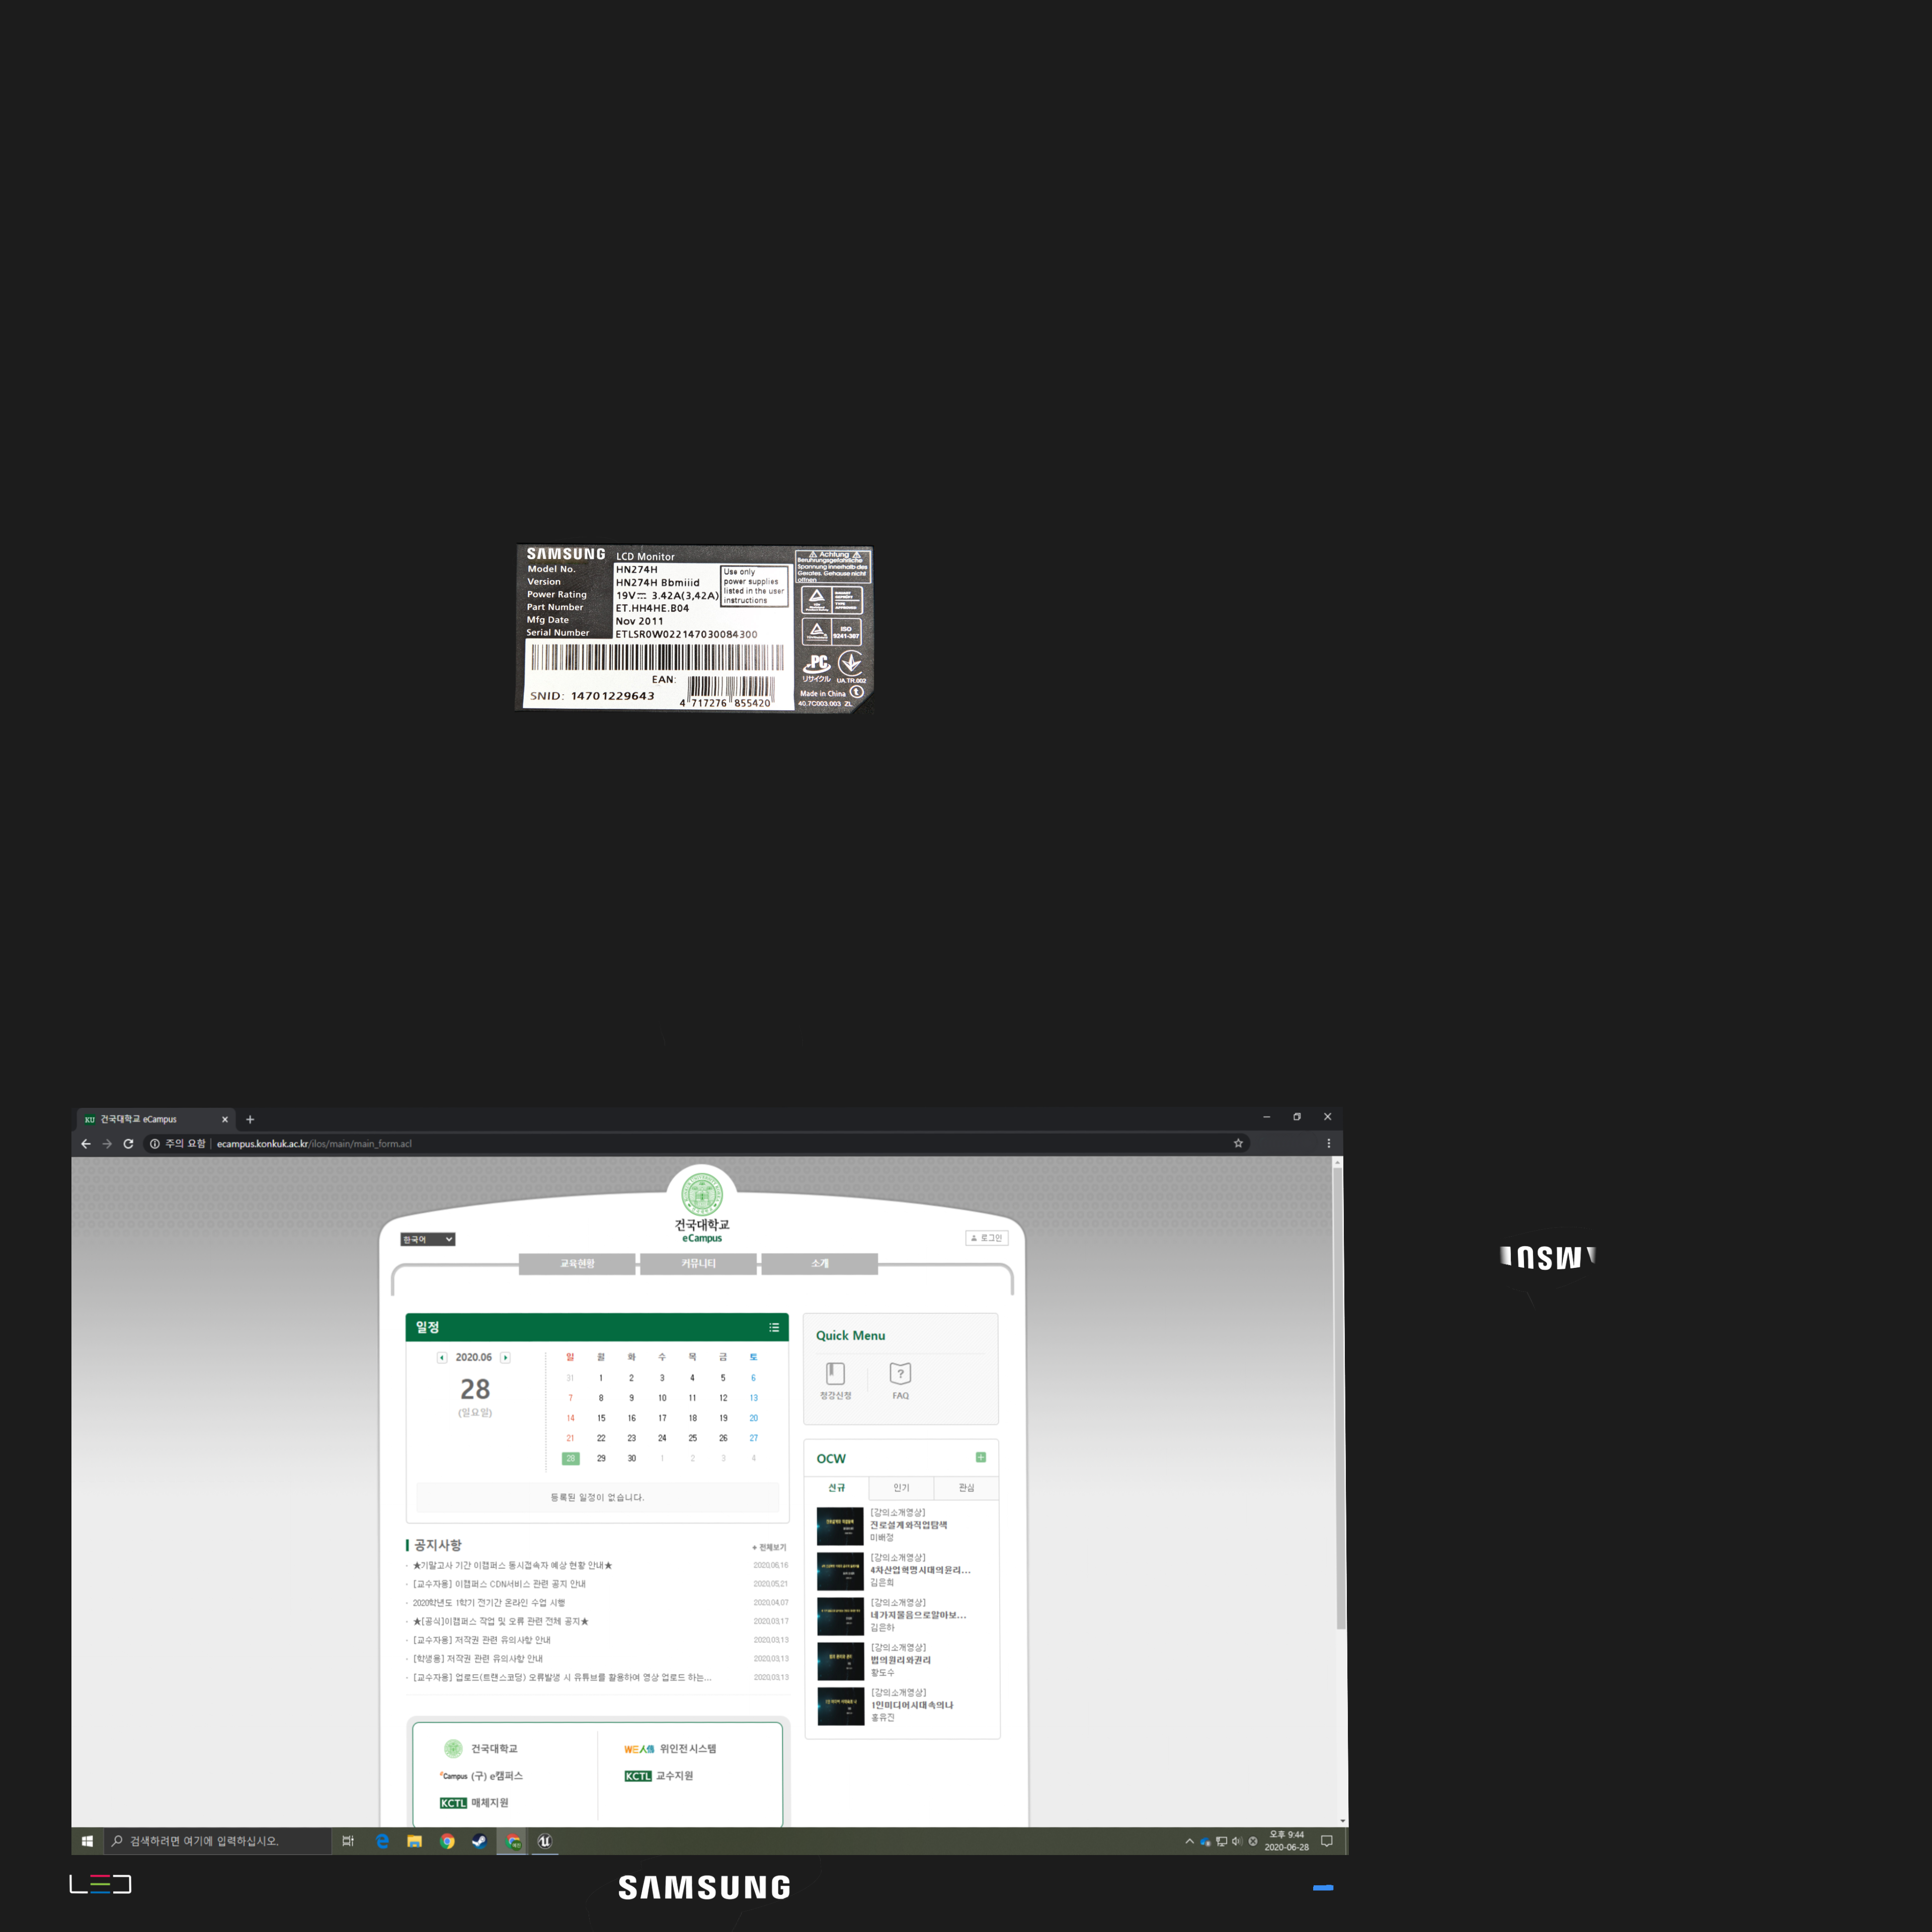 SAMSUNG LCD Monitor
Model No. HN274H
Version HN274H Bbmiiid
Power Rating 19V 3.42A(3,42A)
Part Number ET.HH4HE.B04
Mfg Date Nov 2011
Serial Number ETLSR0W022147030084300
Use only
power supplies
listed in the user
instructions
EAN:
SNID: 14701229643
4 717276 855420
Achtung
Berührungsgefährliche
Spannung innerhalb des
Gerates. Gehause nicht
offnen
ISO
9241-307
PC
リサイクル UA.TR.002
Made in China
40.7C003.003 ZL
KU 건국대학교 eCampus
주의 요함 | ecampus.konkuk.ac.kr/ilos/main/main_form.acl
건국대학교
eCampus
한국어
로그인
교육현황 커뮤니티 소개
일정
2020.06
28
(일요일)
일 월 화 수 목 금 토
31 1 2 3 4 5 6
7 8 9 10 11 12 13
14 15 16 17 18 19 20
21 22 23 24 25 26 27
28 29 30 1 2 3 4
등록된 일정이 없습니다.
Quick Menu
청강신청 FAQ
OCW
신규 인기 관심
[강의소개영상]
진로설계와직업탐색
미배정
[강의소개영상]
4차산업혁명시대의윤리...
김은희
[강의소개영상]
네가지물음으로알아보...
김은하
[강의소개영상]
법의원리와권리
황도수
[강의소개영상]
1인미디어시대속의나
홍유진
공지사항 + 전체보기
· ★기말고사 기간 이캠퍼스 동시접속자 예상 현황 안내★ 2020.06.16
· [교수자용] 이캠퍼스 CDN서비스 관련 공지 안내 2020.05.21
· 2020학년도 1학기 전기간 온라인 수업 시행 2020.04.07
· ★[공식]이캠퍼스 작업 및 오류 관련 전체 공지★ 2020.03.17
· [교수자용] 저작권 관련 유의사항 안내 2020.03.13
· [학생용] 저작권 관련 유의사항 안내 2020.03.13
· [교수자용] 업로드(트랜스코딩) 오류발생 시 유튜브를 활용하여 영상 업로드 하는... 2020.03.13
건국대학교
WE人傳 위인전시스템
eCampus (구) e캠퍼스
KCTL 교수지원
KCTL 매체지원
검색하려면 여기에 입력하십시오.
오후 9:44
2020-06-28
LED
SAMSUNG
MSU